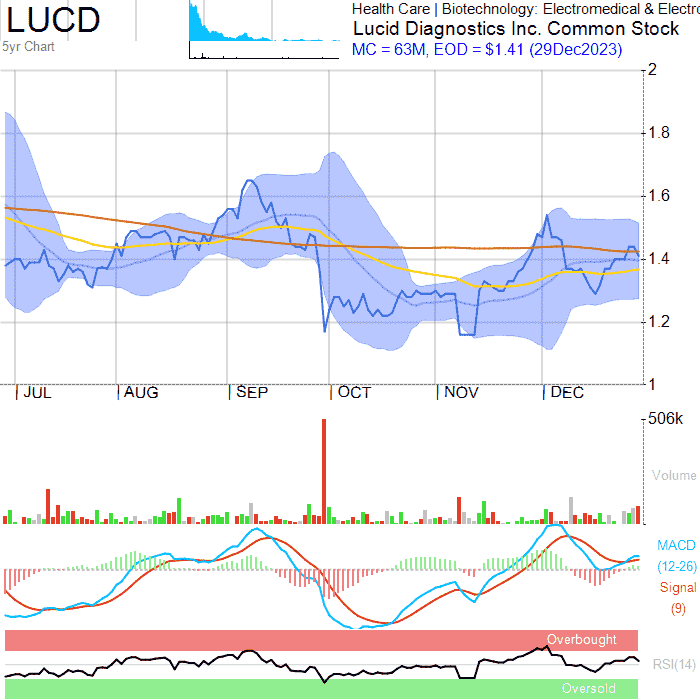 LUCD
5yr Chart
Health Care | Biotechnology: Electromedical & Electro
Lucid Diagnostics Inc. Common Stock
MC = 63M, EOD = $1.41 (29Dec2023)
2
1.8
1.6
1.4
1.2
1
|JUL |AUG |SEP |OCT |NOV |DEC
506k
Volume
MACD
(12-26)
Signal
(9)
Overbought
RSI(14)
Oversold